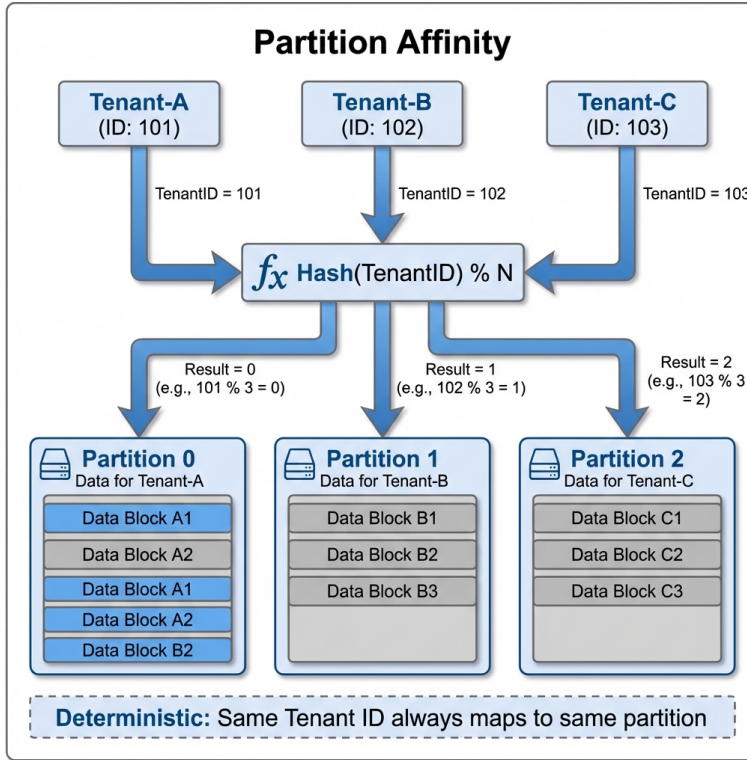 Partition Affinity
Tenant-A
(ID: 101)
Tenant-B
(ID: 102)
Tenant-C
(ID: 103)
TenantID = 101
TenantID = 102
TenantID = 103
fx Hash(TenantID) % N
Result = 0
(e.g., 101 % 3 = 0)
Result = 1
(e.g., 102 % 3 = 1)
Result = 2
(e.g., 103 % 3
= 2)
Partition 0
Data for Tenant-A
Data Block A1
Data Block A2
Data Block A1
Data Block A2
Data Block B2
Partition 1
Data for Tenant-B
Data Block B1
Data Block B2
Data Block B3
Partition 2
Data for Tenant-C
Data Block C1
Data Block C2
Data Block C3
Deterministic: Same Tenant ID always maps to same partition